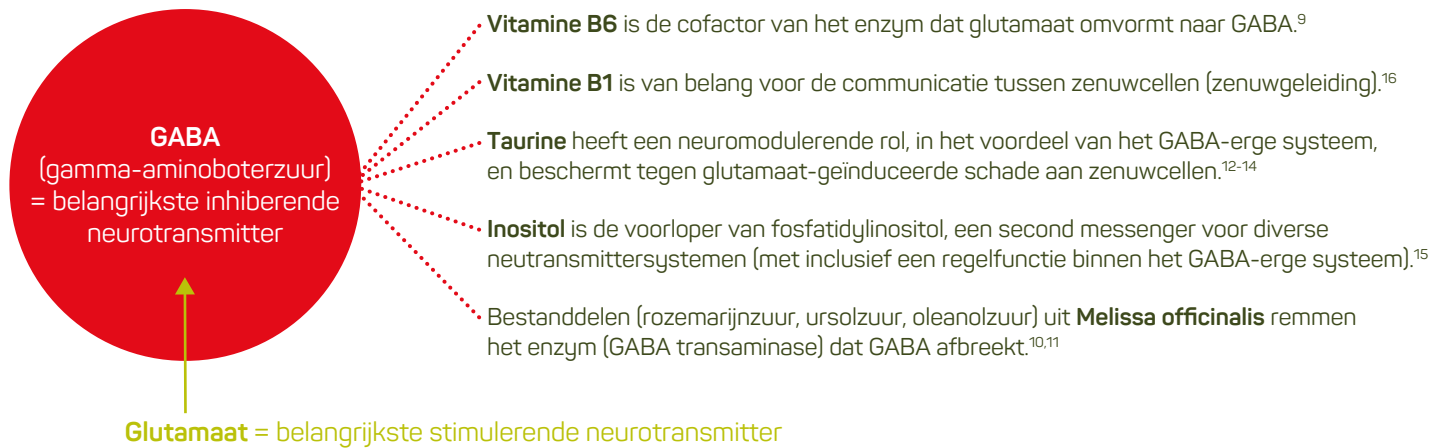 GABA
(gamma-aminoboterzuur)
= belangrijkste inhiberende
neurotransmitter
Vitamine B6 is de cofactor van het enzym dat glutamaat omvormt naar GABA.⁹
Vitamine B1 is van belang voor de communicatie tussen zenuwcellen (zenuwgeleiding).¹⁶
Taurine heeft een neuromodulerende rol, in het voordeel van het GABA-erge systeem,
en beschermt tegen glutamaat-geïnduceerde schade aan zenuwcellen.¹²⁻¹⁴
Inositol is de voorloper van fosfatidylinositol, een second messenger voor diverse
neutransmittersystemen (met inclusief een regelfunctie binnen het GABA-erge systeem).¹⁵
Bestanddelen (rozemarijnzuur, ursolzuur, oleanolzuur) uit Melissa officinalis remmen
het enzym (GABA transaminase) dat GABA afbreekt.¹⁰,¹¹
Glutamaat = belangrijkste stimulerende neurotransmitter